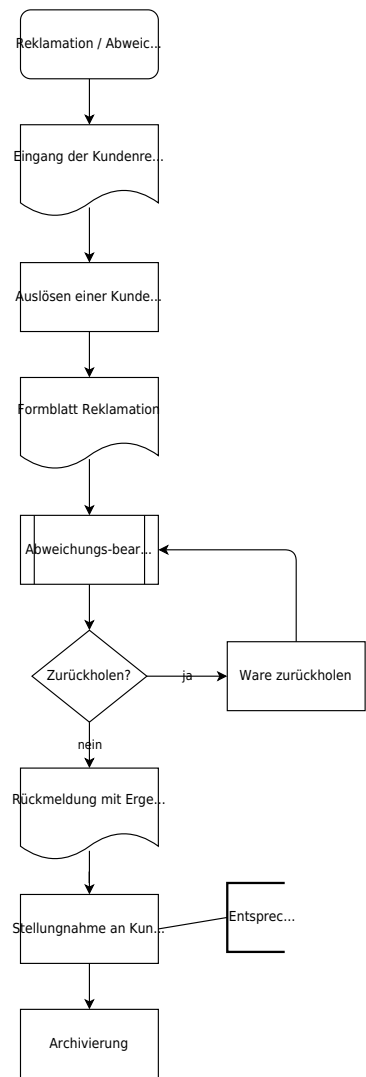 Reklamation / Abweic...
Eingang der Kundenre...
Auslösen einer Kunde...
Formblatt Reklamation
Abweichungs-bear...
Zurückholen?
ja
Ware zurückholen
nein
Rückmeldung mit Erge...
Stellungnahme an Kun...
Entsprec...
Archivierung